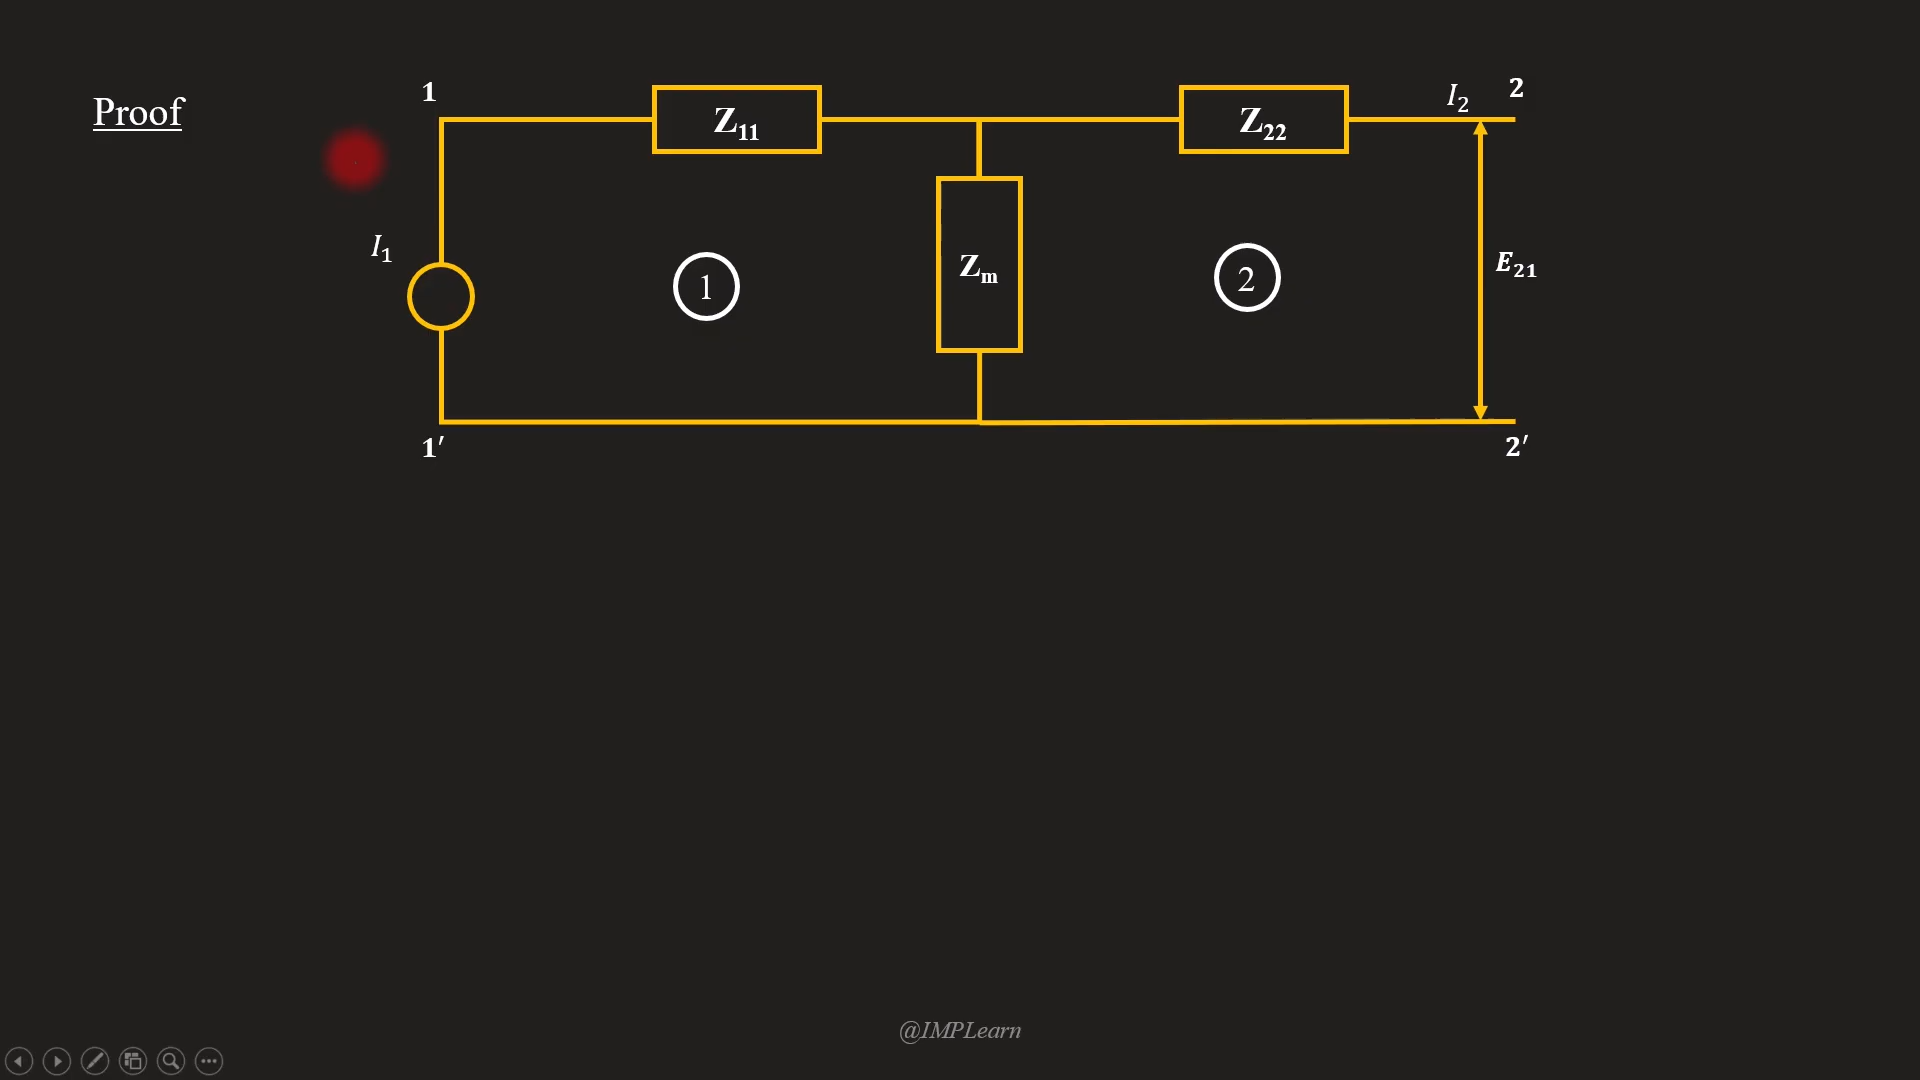 Proof
1
Z₁₁
Z₂₂
I₂
2
I₁
1
Zₘ
2
E₂₁
1′
2′
@IMPLearn